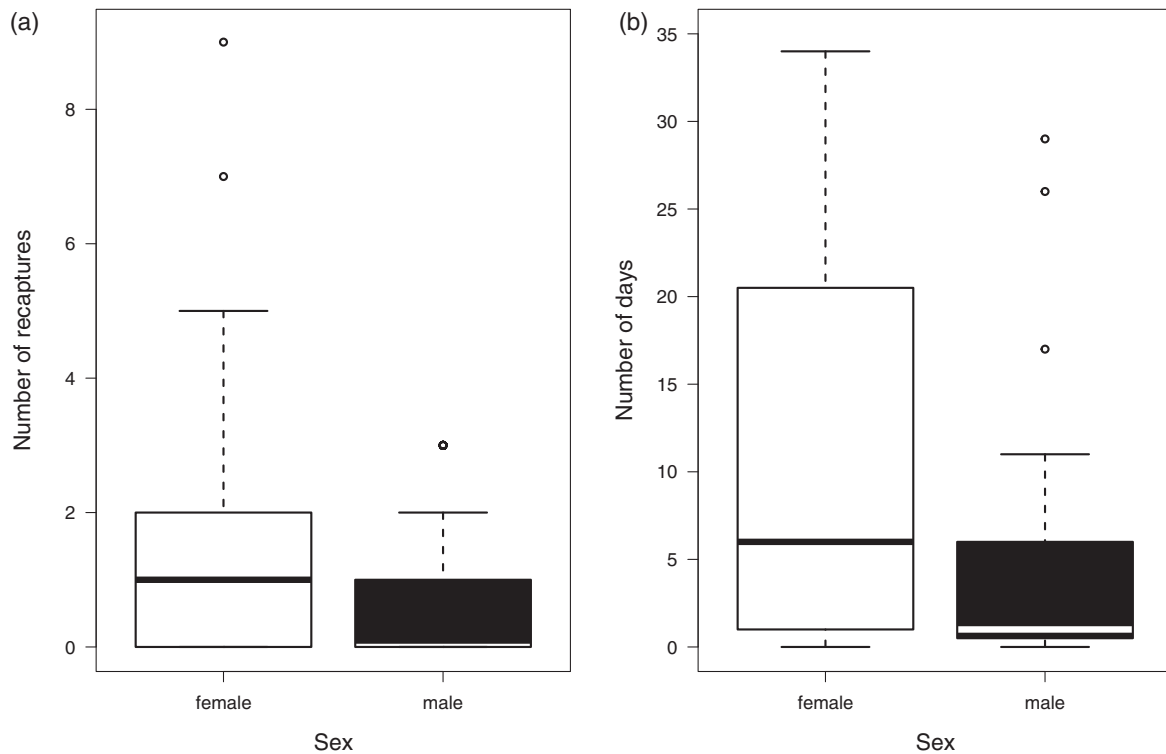 (a)
Number of recaptures
8
6
4
2
0
female
male
Sex
(b)
Number of days
35
30
25
20
15
10
5
0
female
male
Sex